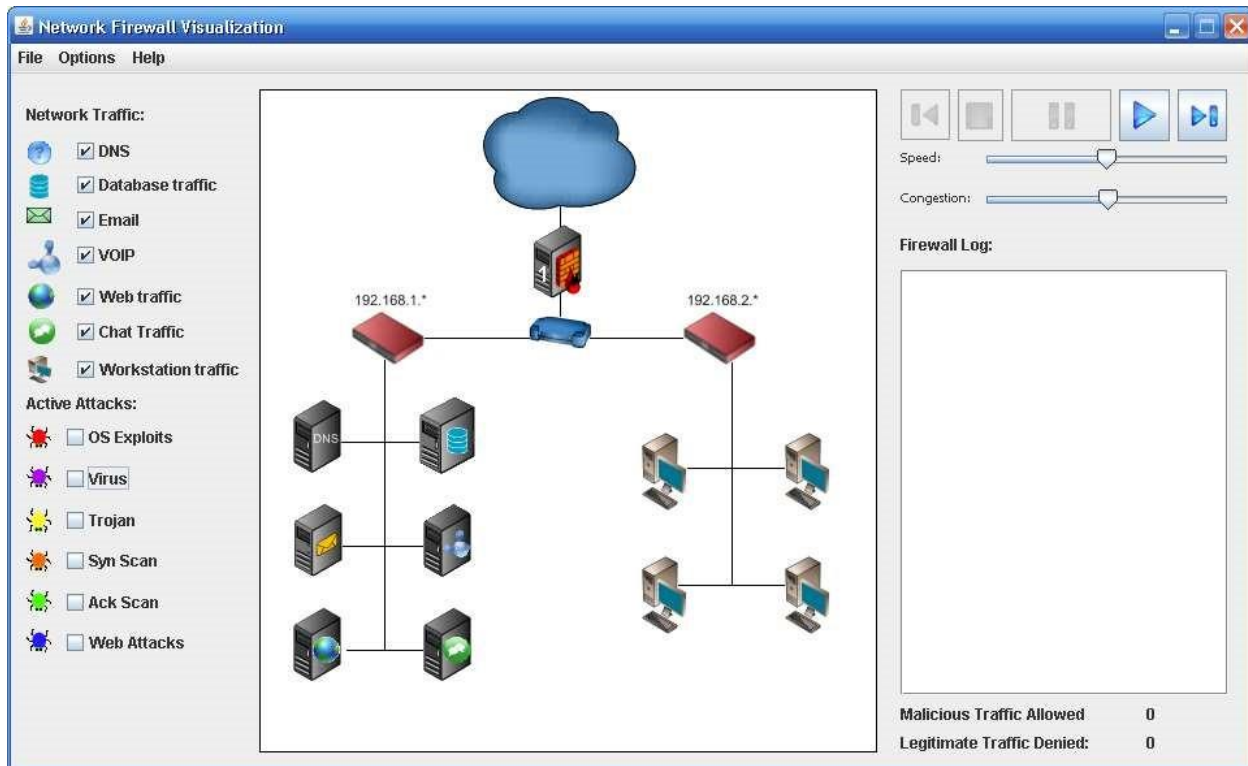 Network Firewall Visualization
File Options Help
Network Traffic:
DNS
Database traffic
Email
VOIP
Web traffic
Chat Traffic
Workstation traffic
Active Attacks:
OS Exploits
Virus
Trojan
Syn Scan
Ack Scan
Web Attacks
1
192.168.1.*
192.168.2.*
DNS
Speed:
Congestion:
Firewall Log:
Malicious Traffic Allowed 0
Legitimate Traffic Denied: 0